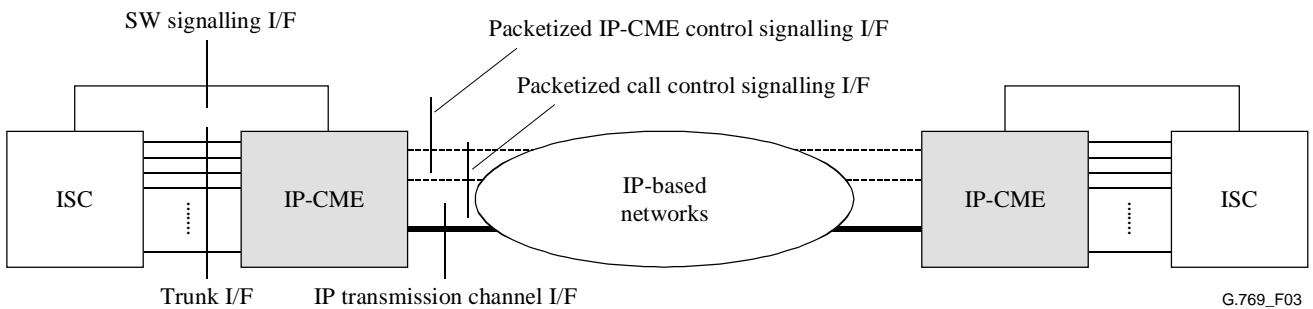 SW signalling I/F
Packetized IP-CME control signalling I/F
Packetized call control signalling I/F
ISC
IP-CME
IP-based
networks
IP-CME
ISC
Trunk I/F
IP transmission channel I/F
G.769_F03